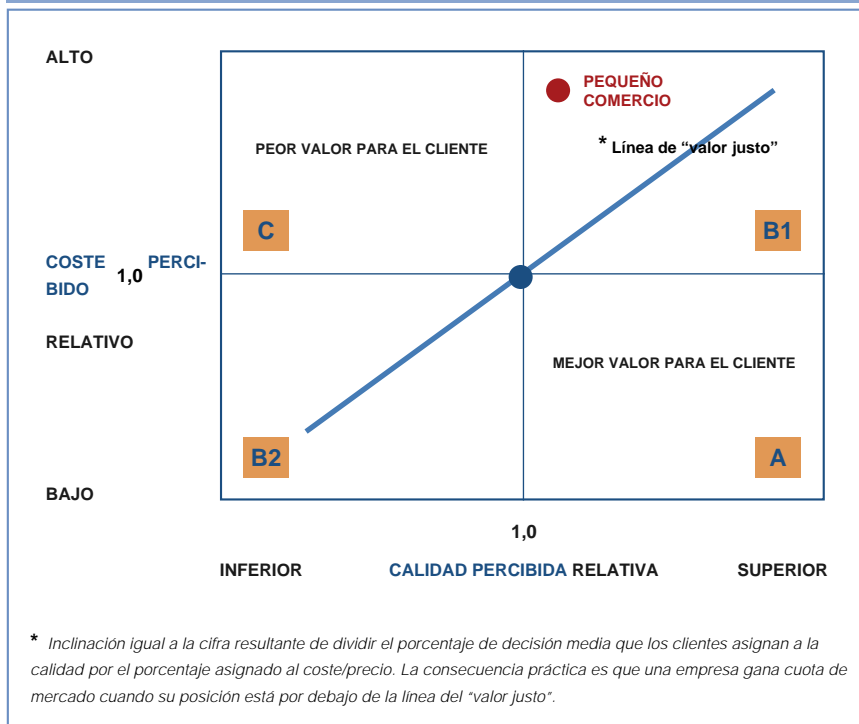 ALTO
PEQUEÑO
COMERCIO
PEOR VALOR PARA EL CLIENTE
* Línea de “valor justo”
C
B1
COSTE 1,0 PERCI-
BIDO
RELATIVO
MEJOR VALOR PARA EL CLIENTE
B2
A
BAJO
1,0
INFERIOR
CALIDAD PERCIBIDA RELATIVA
SUPERIOR
* Inclinación igual a la cifra resultante de dividir el porcentaje de decisión media que los clientes asignan a la
calidad por el porcentaje asignado al coste/precio. La consecuencia práctica es que una empresa gana cuota de
mercado cuando su posición está por debajo de la línea del “valor justo”.